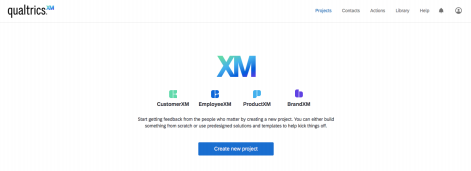 qualtrics.XM
Projects Contacts Actions Library Help
XM
CustomerXM EmployeeXM ProductXM BrandXM
Start getting feedback from the people who matter by creating a new project. You can either build
something from scratch or use predesigned solutions and templates to help kick things off.
Create new project